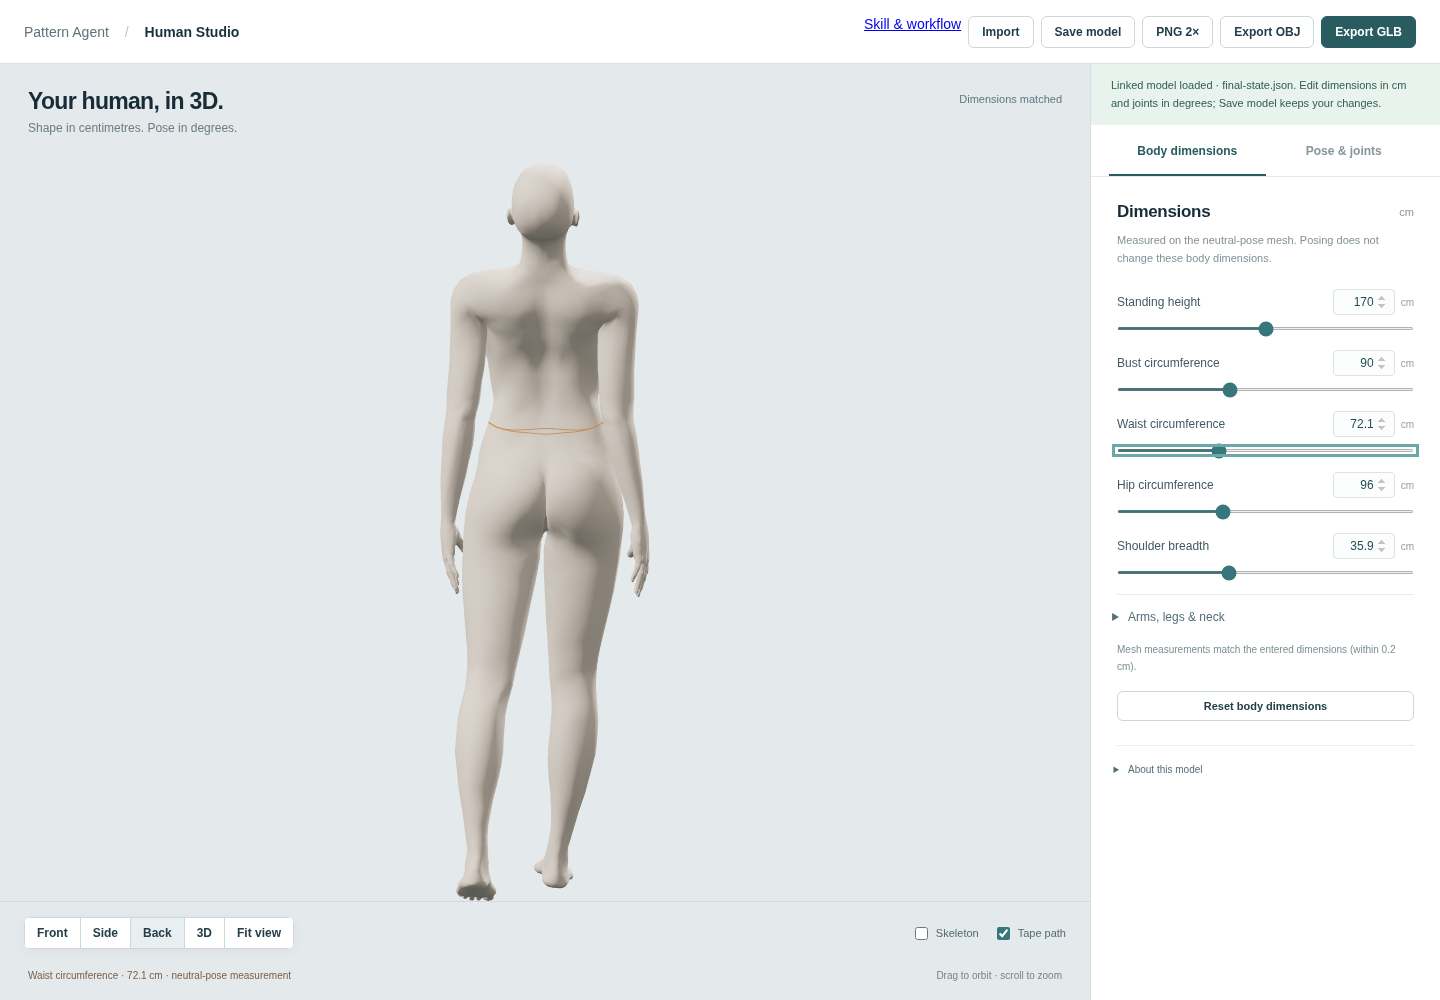 Pattern Agent / Human Studio
Skill & workflow
Import
Save model
PNG 2×
Export OBJ
Export GLB
Your human, in 3D.
Shape in centimetres. Pose in degrees.
Dimensions matched
Linked model loaded · final-state.json. Edit dimensions in cm
and joints in degrees; Save model keeps your changes.
Body dimensions
Pose & joints
Dimensions
cm
Measured on the neutral-pose mesh. Posing does not
change these body dimensions.
Standing height 170 cm
Bust circumference 90 cm
Waist circumference 72.1 cm
Hip circumference 96 cm
Shoulder breadth 35.9 cm
Arms, legs & neck
Mesh measurements match the entered dimensions (within 0.2
cm).
Reset body dimensions
About this model
Front
Side
Back
3D
Fit view
Skeleton
Tape path
Waist circumference · 72.1 cm · neutral-pose measurement
Drag to orbit · scroll to zoom